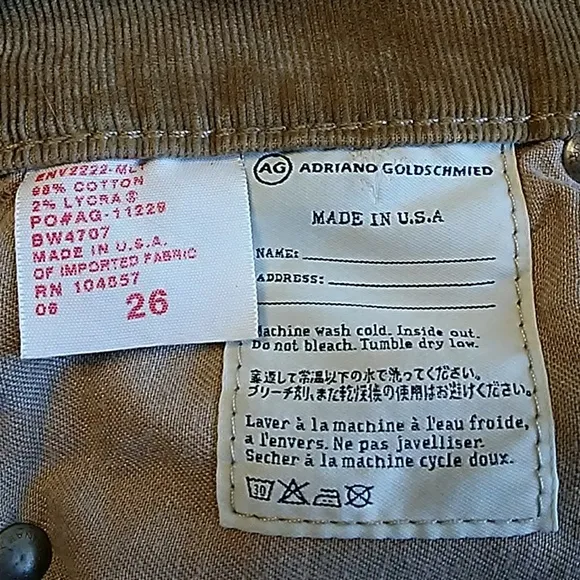 ENV2222-ML1
98% COTTON
2% LYCRA®
PO#AG-11229
BW4707
MADE IN U.S.A.
OF IMPORTED FABRIC
RN 104857
08 26
AG ADRIANO GOLDSCHMIED
MADE IN U.S.A
NAME:
ADDRESS:
Machine wash cold. Inside out.
Do not bleach. Tumble dry low.
裏返して常温以下の水で洗ってください。
ブリーチ剤、また乾燥機の使用はお避けください。
Laver à la machine à l'eau froide,
a l'envers. Ne pas javelliser.
Secher à la machine cycle doux.
30